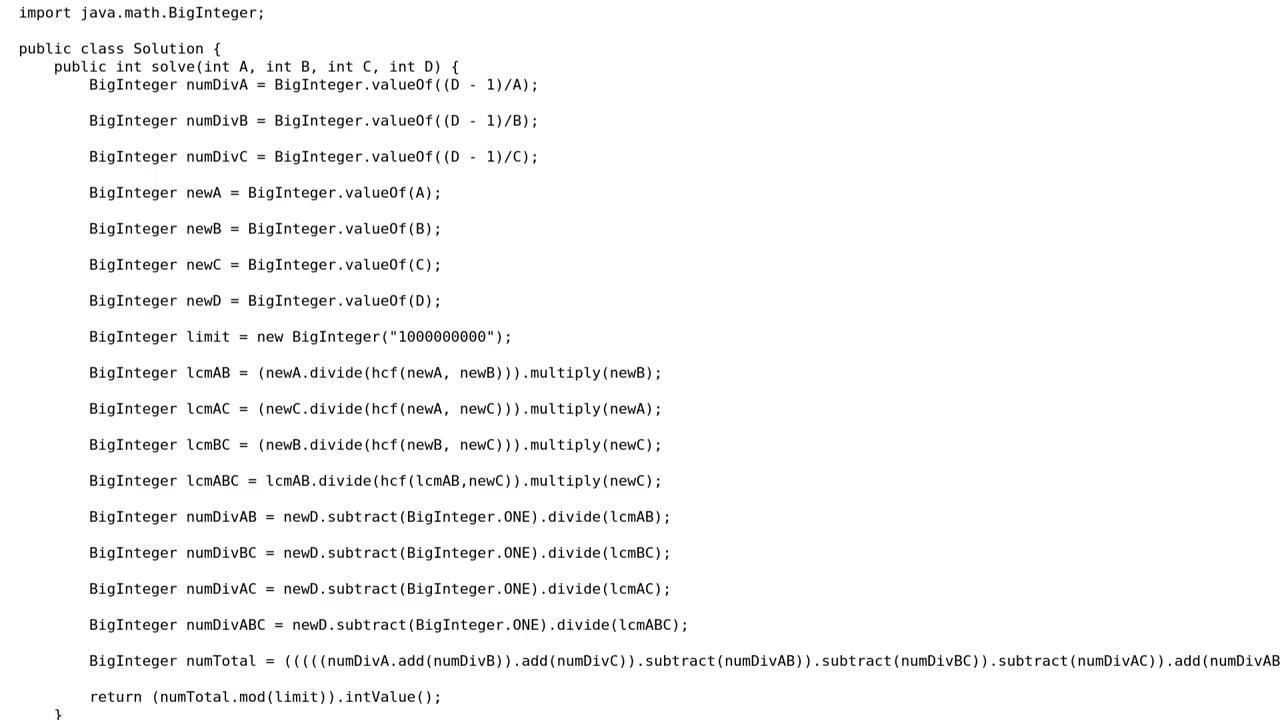 import java.math.BigInteger;
public class Solution {
public int solve(int A, int B, int C, int D) {
BigInteger numDivA = BigInteger.valueOf((D - 1)/A);
BigInteger numDivB = BigInteger.valueOf((D - 1)/B);
BigInteger numDivC = BigInteger.valueOf((D - 1)/C);
BigInteger newA = BigInteger.valueOf(A);
BigInteger newB = BigInteger.valueOf(B);
BigInteger newC = BigInteger.valueOf(C);
BigInteger newD = BigInteger.valueOf(D);
BigInteger limit = new BigInteger("1000000000");
BigInteger lcmAB = (newA.divide(hcf(newA, newB))).multiply(newB);
BigInteger lcmAC = (newC.divide(hcf(newA, newC))).multiply(newA);
BigInteger lcmBC = (newB.divide(hcf(newB, newC))).multiply(newC);
BigInteger lcmABC = lcmAB.divide(hcf(lcmAB,newC)).multiply(newC);
BigInteger numDivAB = newD.subtract(BigInteger.ONE).divide(lcmAB);
BigInteger numDivBC = newD.subtract(BigInteger.ONE).divide(lcmBC);
BigInteger numDivAC = newD.subtract(BigInteger.ONE).divide(lcmAC);
BigInteger numDivABC = newD.subtract(BigInteger.ONE).divide(lcmABC);
BigInteger numTotal = (((((numDivA.add(numDivB)).add(numDivC)).subtract(numDivAB)).subtract(numDivBC)).subtract(numDivAC)).add(numDivAB
return (numTotal.mod(limit)).intValue();
}